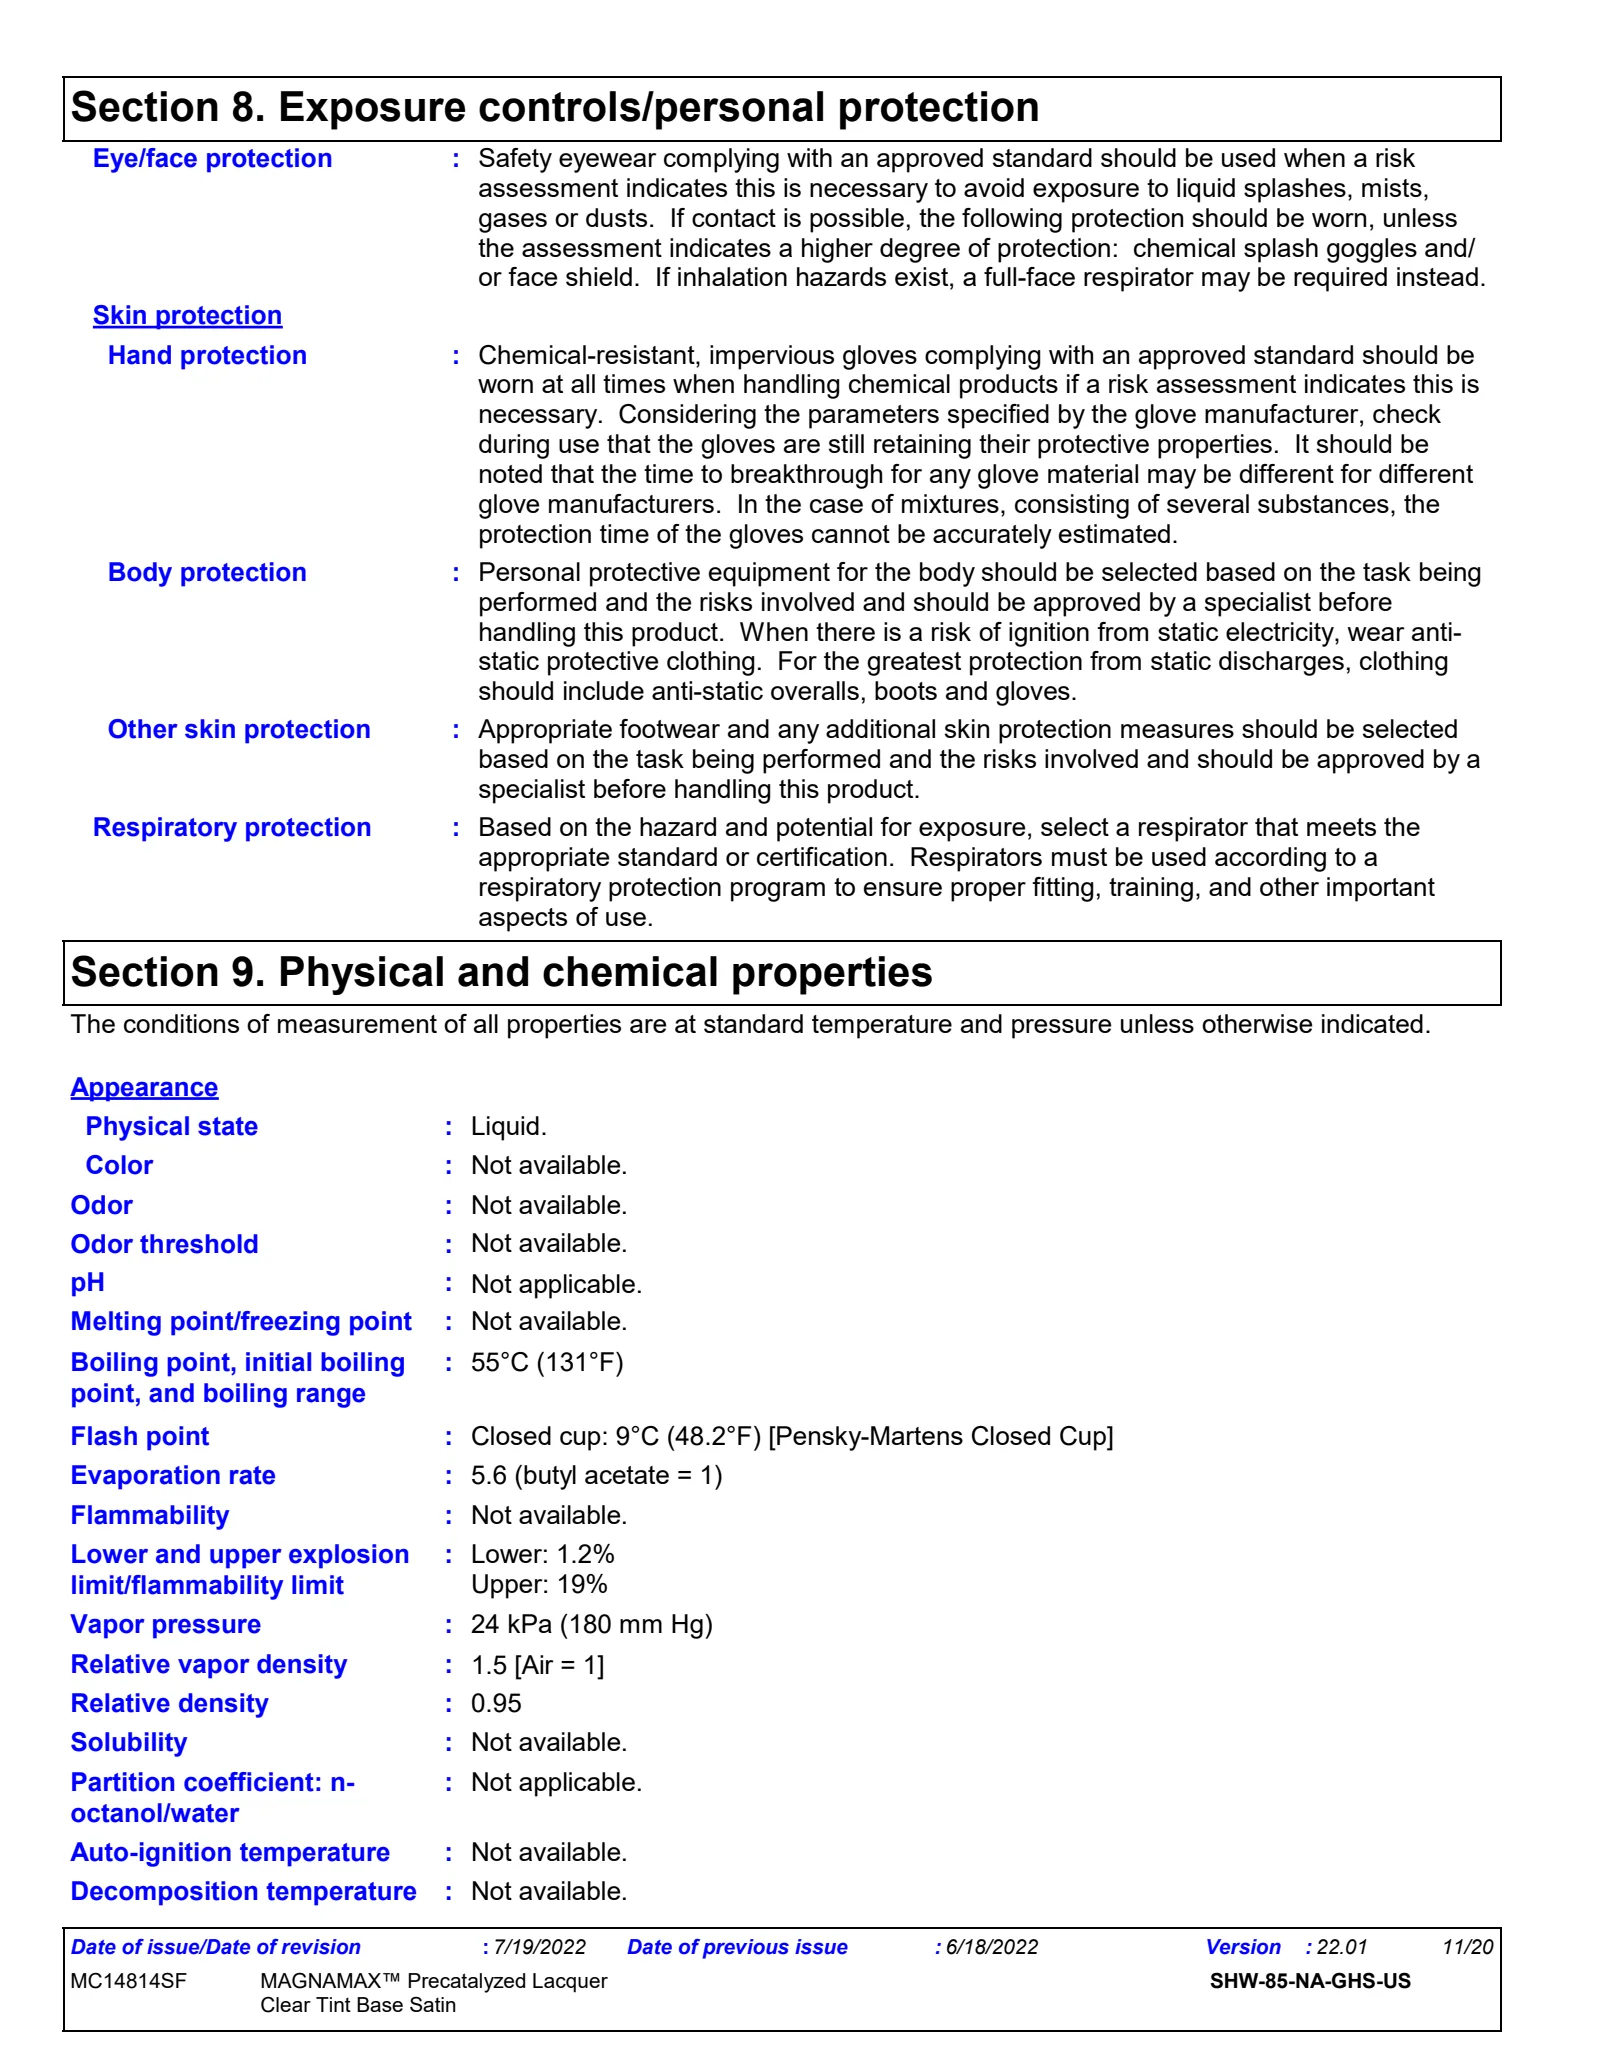 Section 8. Exposure controls/personal protection
Eye/face protection : Safety eyewear complying with an approved standard should be used when a risk
assessment indicates this is necessary to avoid exposure to liquid splashes, mists,
gases or dusts.  If contact is possible, the following protection should be worn, unless
the assessment indicates a higher degree of protection:  chemical splash goggles and/
or face shield.  If inhalation hazards exist, a full-face respirator may be required instead.
Skin protection
Hand protection : Chemical-resistant, impervious gloves complying with an approved standard should be
worn at all times when handling chemical products if a risk assessment indicates this is
necessary.  Considering the parameters specified by the glove manufacturer, check
during use that the gloves are still retaining their protective properties.  It should be
noted that the time to breakthrough for any glove material may be different for different
glove manufacturers.  In the case of mixtures, consisting of several substances, the
protection time of the gloves cannot be accurately estimated.
Body protection : Personal protective equipment for the body should be selected based on the task being
performed and the risks involved and should be approved by a specialist before
handling this product.  When there is a risk of ignition from static electricity, wear anti-
static protective clothing.  For the greatest protection from static discharges, clothing
should include anti-static overalls, boots and gloves.
Other skin protection : Appropriate footwear and any additional skin protection measures should be selected
based on the task being performed and the risks involved and should be approved by a
specialist before handling this product.
Respiratory protection : Based on the hazard and potential for exposure, select a respirator that meets the
appropriate standard or certification.  Respirators must be used according to a
respiratory protection program to ensure proper fitting, training, and other important
aspects of use.
Section 9. Physical and chemical properties
The conditions of measurement of all properties are at standard temperature and pressure unless otherwise indicated.
Appearance
Physical state : Liquid.
Color : Not available.
Odor : Not available.
Odor threshold : Not available.
pH : Not applicable.
Melting point/freezing point : Not available.
Boiling point, initial boiling : 55°C (131°F)
point, and boiling range
Flash point : Closed cup: 9°C (48.2°F) [Pensky-Martens Closed Cup]
Evaporation rate : 5.6 (butyl acetate = 1)
Flammability : Not available.
Lower and upper explosion : Lower: 1.2%
limit/flammability limit Upper: 19%
Vapor pressure : 24 kPa (180 mm Hg)
Relative vapor density : 1.5 [Air = 1]
Relative density : 0.95
Solubility : Not available.
Partition coefficient: n- : Not applicable.
octanol/water
Auto-ignition temperature : Not available.
Decomposition temperature : Not available.
Date of issue/Date of revision : 7/19/2022 Date of previous issue : 6/18/2022 Version : 22.01 11/20
MC14814SF MAGNAMAX™ Precatalyzed Lacquer SHW-85-NA-GHS-US
Clear Tint Base Satin